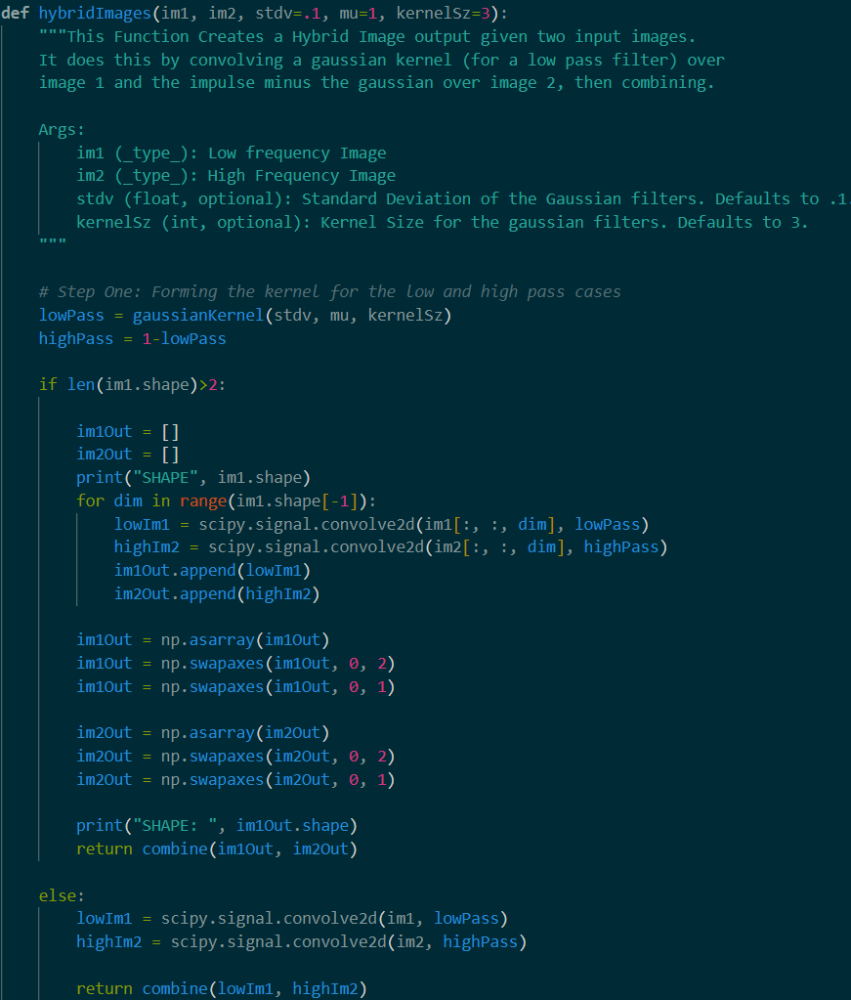 def hybridImages(im1, im2, stdv=.1, mu=1, kernelSz=3):
    """This Function Creates a Hybrid Image output given two input images.
    It does this by convolving a gaussian kernel (for a low pass filter) over
    image 1 and the impulse minus the gaussian over image 2, then combining.

    Args:
        im1 (_type_): Low frequency Image
        im2 (_type_): High Frequency Image
        stdv (float, optional): Standard Deviation of the Gaussian filters. Defaults to .1.
        kernelSz (int, optional): Kernel Size for the gaussian filters. Defaults to 3.
    """

    # Step One: Forming the kernel for the low and high pass cases
    lowPass = gaussianKernel(stdv, mu, kernelSz)
    highPass = 1-lowPass

    if len(im1.shape)>2:

        im1Out = []
        im2Out = []
        print("SHAPE", im1.shape)
        for dim in range(im1.shape[-1]):
            lowIm1 = scipy.signal.convolve2d(im1[:, :, dim], lowPass)
            highIm2 = scipy.signal.convolve2d(im2[:, :, dim], highPass)
            im1Out.append(lowIm1)
            im2Out.append(highIm2)

        im1Out = np.asarray(im1Out)
        im1Out = np.swapaxes(im1Out, 0, 2)
        im1Out = np.swapaxes(im1Out, 0, 1)

        im2Out = np.asarray(im2Out)
        im2Out = np.swapaxes(im2Out, 0, 2)
        im2Out = np.swapaxes(im2Out, 0, 1)

        print("SHAPE: ", im1Out.shape)
        return combine(im1Out, im2Out)

    else:
        lowIm1 = scipy.signal.convolve2d(im1, lowPass)
        highIm2 = scipy.signal.convolve2d(im2, highPass)

        return combine(lowIm1, highIm2)